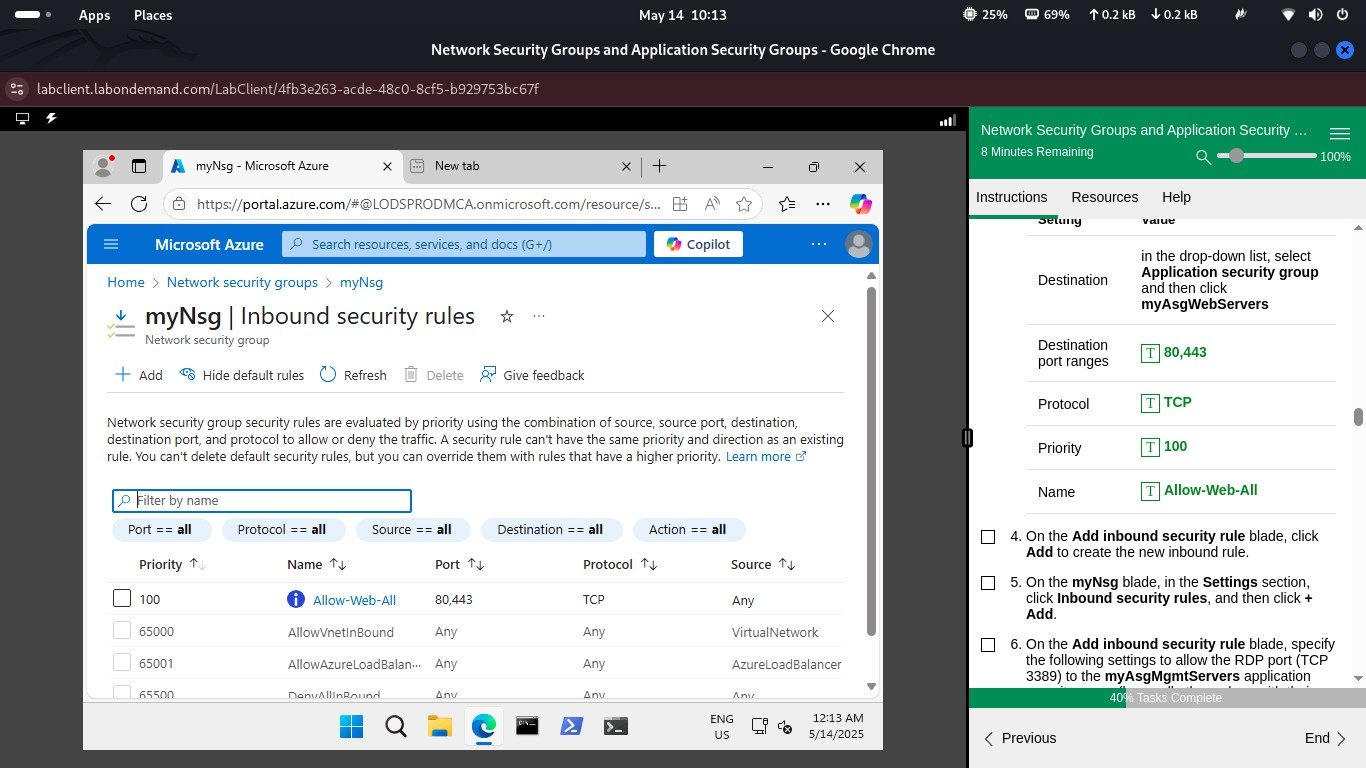 Apps Places May 14 10:13 25% 69% 0.2 kB 0.2 kB
Network Security Groups and Application Security Groups - Google Chrome
labclient.labondemand.com/LabClient/4fb3e263-acde-48c0-8cf5-b929753bc67f
myNsg - Microsoft Azure New tab
https://portal.azure.com/#@LODSPRODMCA.onmicrosoft.com/resource/s...
Microsoft Azure Search resources, services, and docs (G+/) Copilot
Home > Network security groups > myNsg
myNsg | Inbound security rules
Network security group
Add Hide default rules Refresh Delete Give feedback
Network security group security rules are evaluated by priority using the combination of source, source port, destination,
destination port, and protocol to allow or deny the traffic. A security rule can't have the same priority and direction as an existing
rule. You can't delete default security rules, but you can override them with rules that have a higher priority. Learn more
Filter by name
Port == all Protocol == all Source == all Destination == all Action == all
Priority Name Port Protocol Source
100 Allow-Web-All 80,443 TCP Any
65000 AllowVnetInBound Any Any VirtualNetwork
65001 AllowAzureLoadBalan... Any Any AzureLoadBalancer
65500 DenyAllInBound Any Any Any
ENG
US
12:13 AM
5/14/2025
Network Security Groups and Application Security ...
8 Minutes Remaining
100%
Instructions Resources Help
Setting Value
Destination
in the drop-down list, select
Application security group
and then click
myAsgWebServers
Destination
port ranges
T 80,443
Protocol T TCP
Priority T 100
Name T Allow-Web-All
4. On the Add inbound security rule blade, click
Add to create the new inbound rule.
5. On the myNsg blade, in the Settings section,
click Inbound security rules, and then click +
Add.
6. On the Add inbound security rule blade, specify
the following settings to allow the RDP port (TCP
3389) to the myAsgMgmtServers application
40% Tasks Complete
Previous End